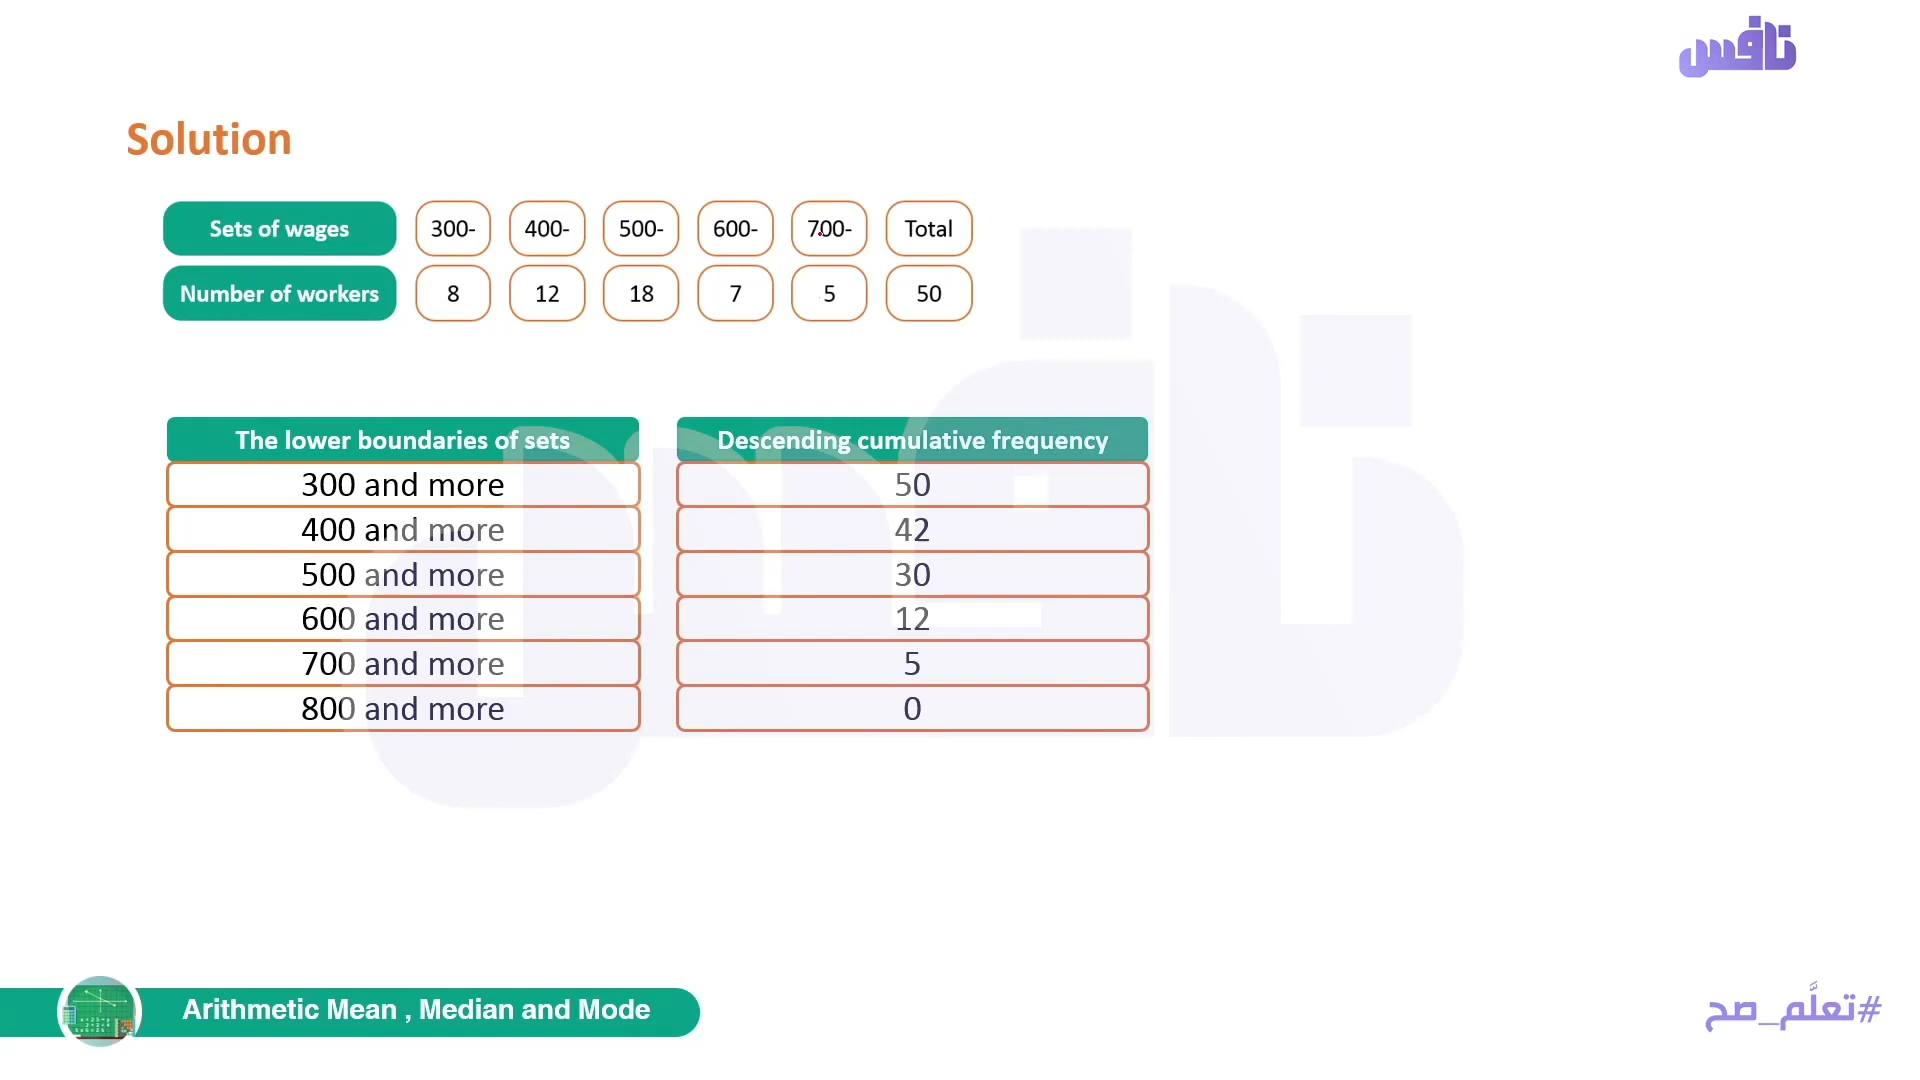 نافس
Solution
Sets of wages 300- 400- 500- 600- 700- Total
Number of workers 8 12 18 7 5 50
The lower boundaries of sets Descending cumulative frequency
300 and more 50
400 and more 42
500 and more 30
600 and more 12
700 and more 5
800 and more 0
Arithmetic Mean , Median and Mode
#تعلَّم_صح